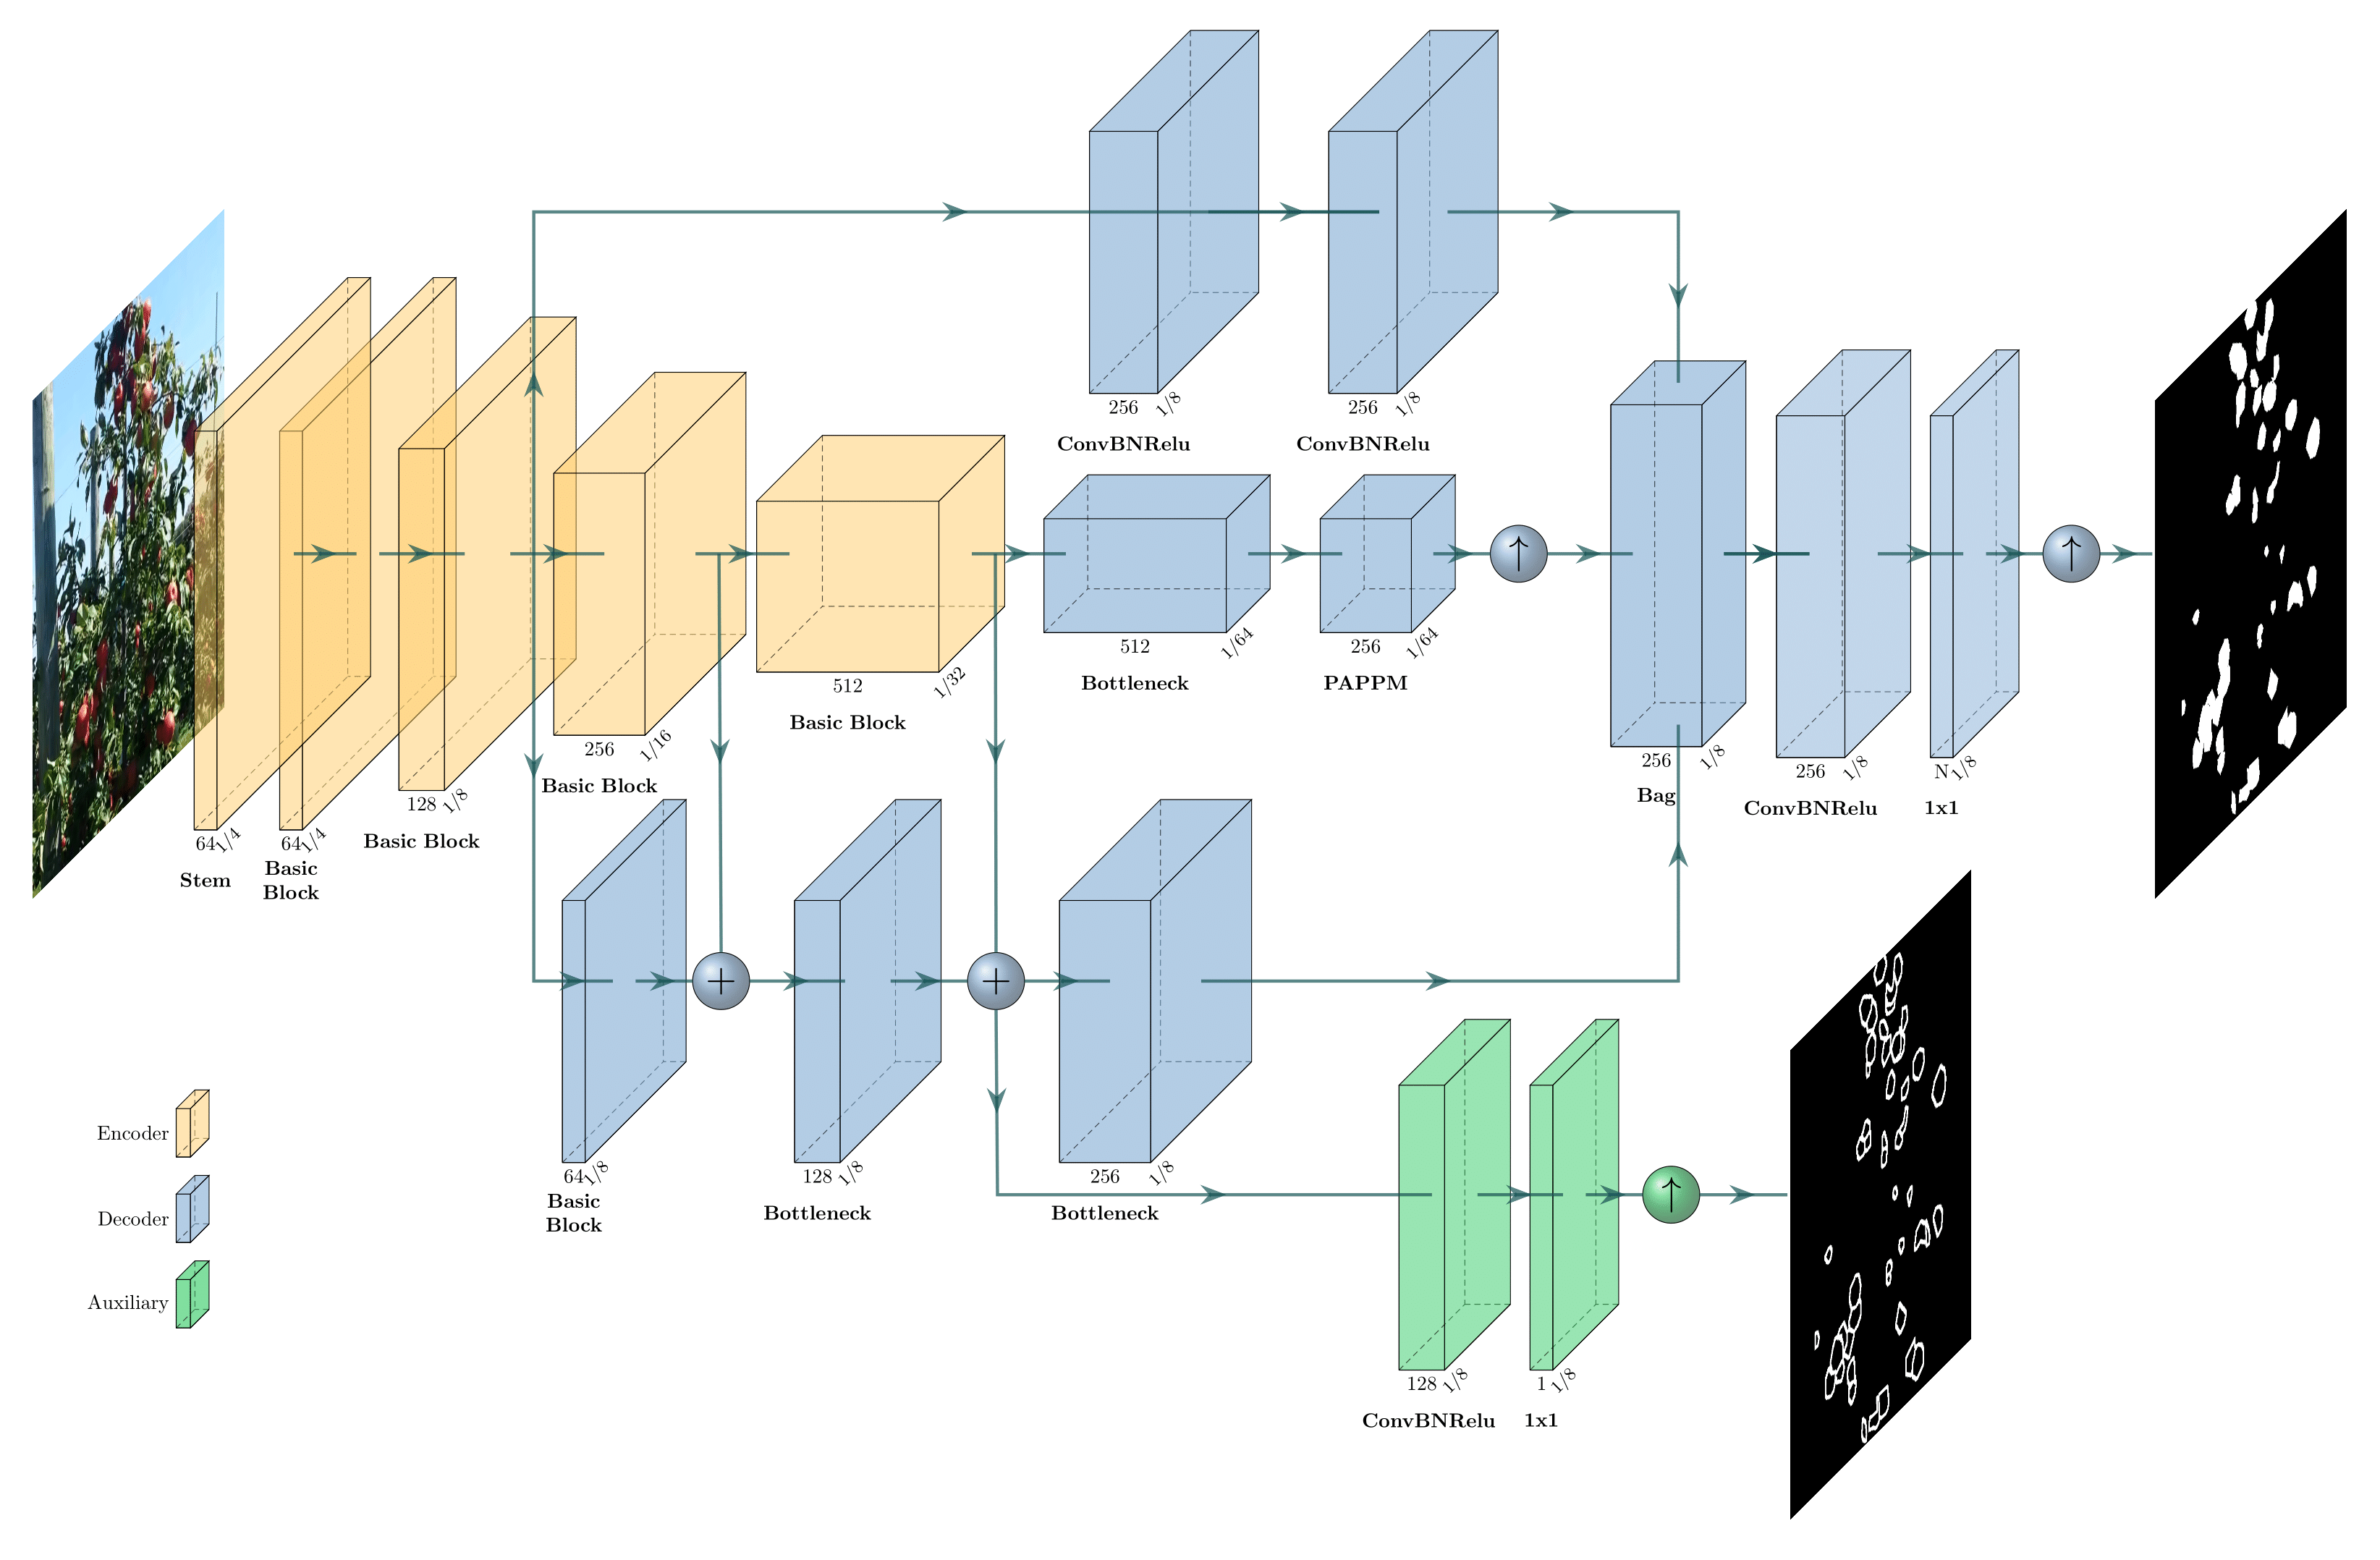 256 1/8
ConvBNRelu
256 1/8
ConvBNRelu
64 1/4
Stem
64 1/4
Basic
Block
128 1/8
Basic Block
256 1/16
Basic Block
512 1/32
Basic Block
512 1/64
Bottleneck
256 1/64
PAPPM
↑
256 1/8
Bag
256 1/8
ConvBNRelu
N 1/8
1x1
↑
64 1/8
Basic
Block
+
128 1/8
Bottleneck
+
256 1/8
Bottleneck
128 1/8
ConvBNRelu
1 1/8
1x1
↑
Encoder
Decoder
Auxiliary